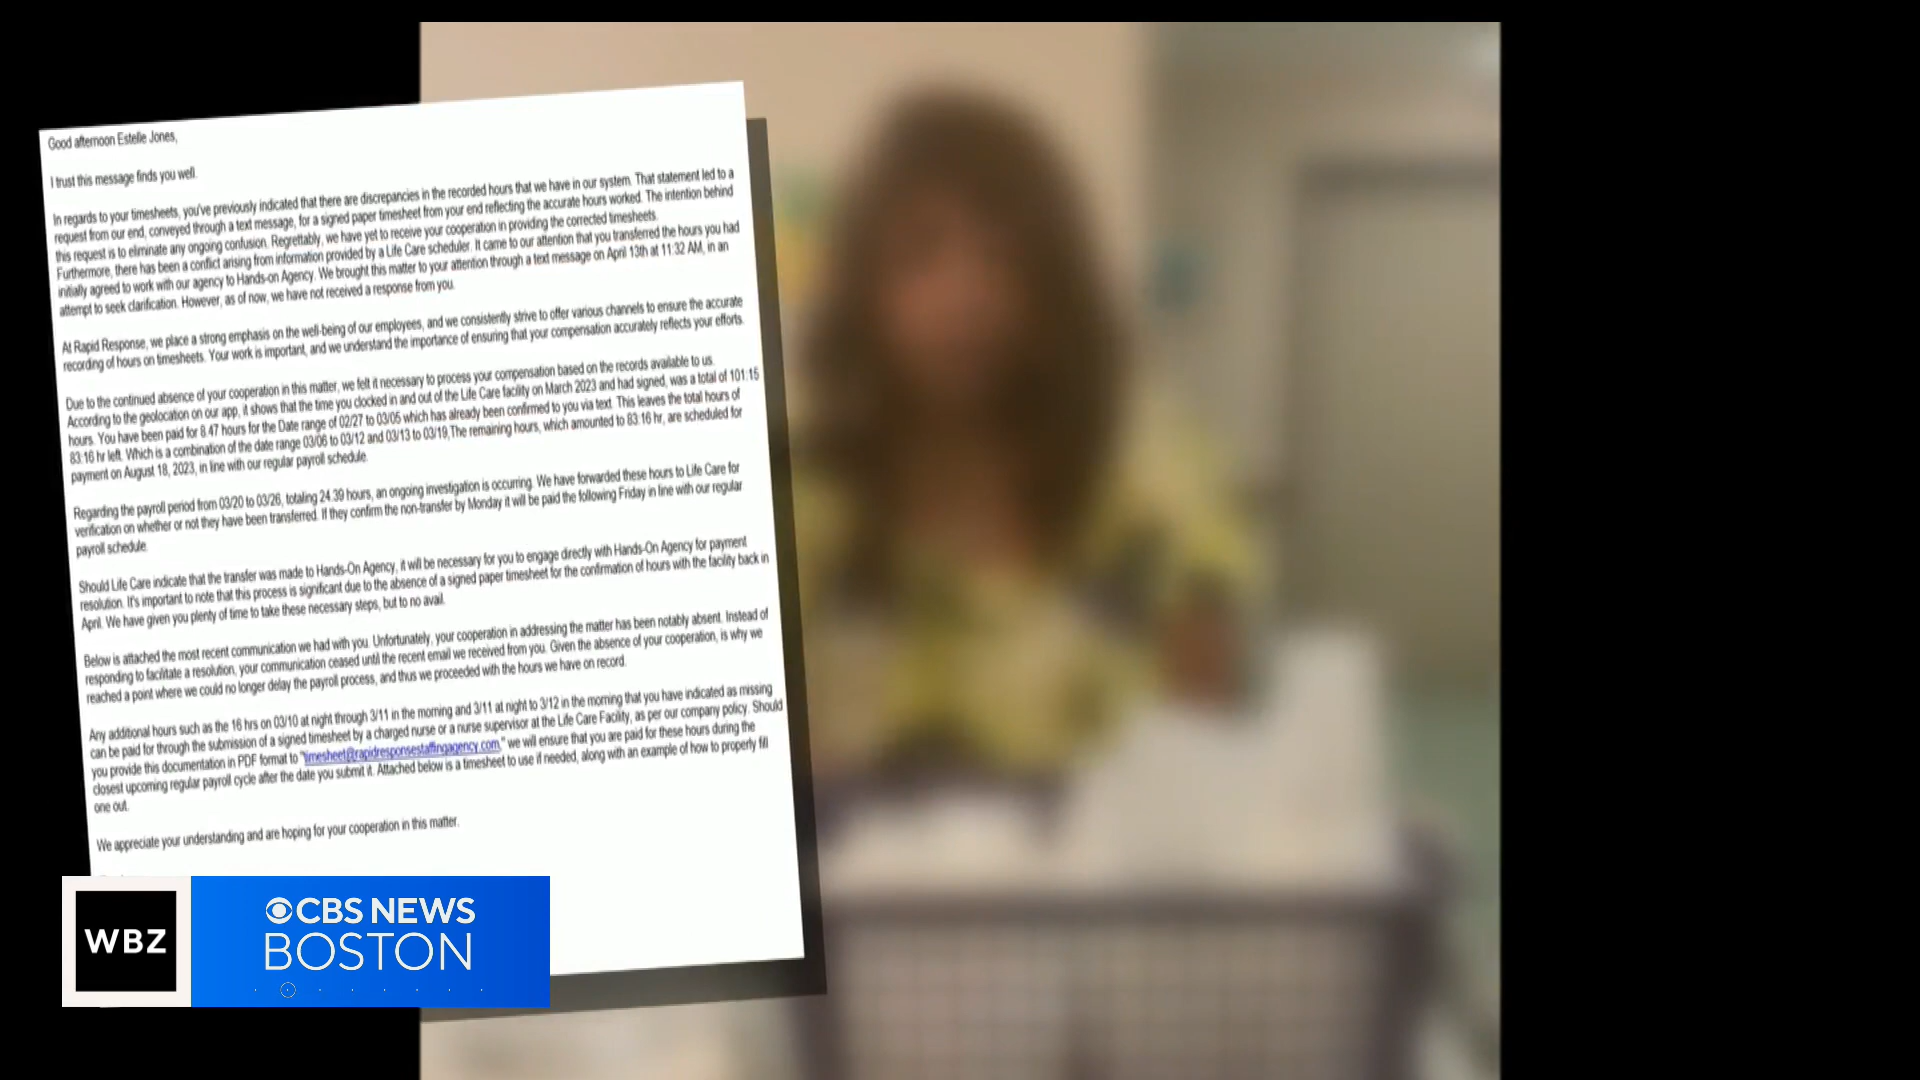 Good afternoon Estelle Jones,
I trust this message finds you well.
In regards to your timesheets, you've previously indicated that there are discrepancies in the recorded hours that we have in our system. That statement led to a
request from our end, conveyed through a text message, for a signed paper timesheet from your end reflecting the accurate hours worked. The intention behind
this request is to eliminate any ongoing confusion. Regrettably, we have yet to receive your cooperation in providing the corrected timesheets.
Furthermore, there has been a conflict arising from information provided by a Life Care scheduler. It came to our attention that you transferred the hours you had
initially agreed to work with our agency to Hands-on Agency. We brought this matter to your attention through a text message on April 13th at 11:32 AM, in an
attempt to seek clarification. However, as of now, we have not received a response from you.
At Rapid Response, we place a strong emphasis on the well-being of our employees, and we consistently strive to offer various channels to ensure the accurate
recording of hours on timesheets. Your work is important, and we understand the importance of ensuring that your compensation accurately reflects your efforts.
Due to the continued absence of your cooperation in this matter, we felt it necessary to process your compensation based on the records available to us.
According to the geolocation on our app, it shows that the time you clocked in and out of the Life Care facility on March 2023 and had signed, was a total of 101:15
hours. You have been paid for 8.47 hours for the Date range of 02/27 to 03/05 which has already been confirmed to you via text. This leaves the total hours of
83:16 hr left. Which is a combination of the date range 03/06 to 03/12 and 03/13 to 03/19,The remaining hours, which amounted to 83:16 hr, are scheduled for
payment on August 18, 2023, in line with our regular payroll schedule.
Regarding the payroll period from 03/20 to 03/26, totaling 24.39 hours, an ongoing investigation is occurring. We have forwarded these hours to Life Care for
verification on whether or not they have been transferred. If they confirm the non-transfer by Monday it will be paid the following Friday in line with our regular
payroll schedule.
Should Life Care indicate that the transfer was made to Hands-On Agency, it will be necessary for you to engage directly with Hands-On Agency for payment
resolution. It's important to note that this process is significant due to the absence of a signed paper timesheet for the confirmation of hours with the facility back in
April. We have given you plenty of time to take these necessary steps, but to no avail.
Below is attached the most recent communication we had with you. Unfortunately, your cooperation in addressing the matter has been notably absent. Instead of
responding to facilitate a resolution, your communication ceased until the recent email we received from you. Given the absence of your cooperation, is why we
reached a point where we could no longer delay the payroll process, and thus we proceeded with the hours we have on record.
Any additional hours such as the 16 hrs on 03/10 at night through 3/11 in the morning and 3/11 at night to 3/12 in the morning that you have indicated as missing
can be paid for through the submission of a signed timesheet by a charged nurse or a nurse supervisor at the Life Care Facility, as per our company policy. Should
you provide this documentation in PDF format to "timesheet@rapidresponsestaffingagency.com," we will ensure that you are paid for these hours during the
closest upcoming regular payroll cycle after the date you submit it. Attached below is a timesheet to use if needed, along with an example of how to properly fill
one out.
We appreciate your understanding and are hoping for your cooperation in this matter.
WBZ
CBS NEWS
BOSTON